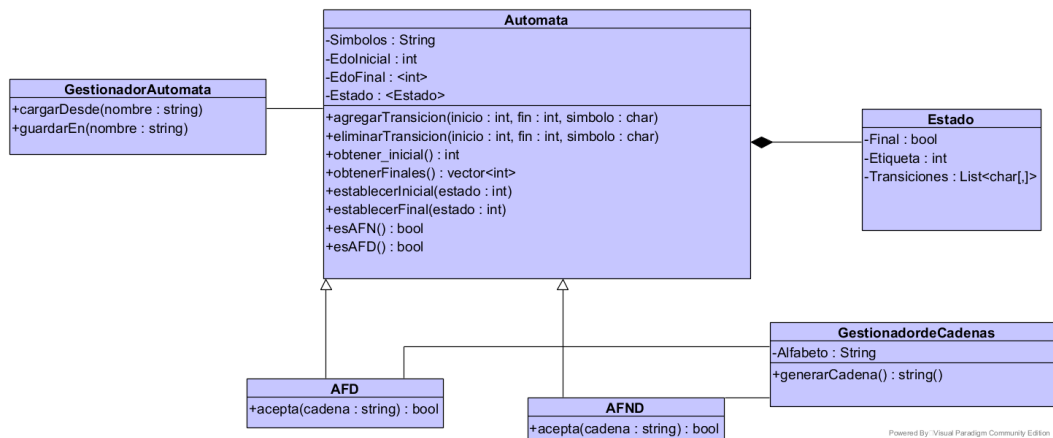 Automata
-Simbolos : String
-EdoInicial : int
-EdoFinal : <int>
-Estado : <Estado>
+agregarTransicion(inicio : int, fin : int, simbolo : char)
+eliminarTransicion(inicio : int, fin : int, simbolo : char)
+obtener_inicial() : int
+obtenerFinales() : vector<int>
+establecerInicial(estado : int)
+establecerFinal(estado : int)
+esAFN() : bool
+esAFD() : bool
GestionadorAutomata
+cargarDesde(nombre : string)
+guardarEn(nombre : string)
Estado
-Final : bool
-Etiqueta : int
-Transiciones : List<char[,]>
GestionadordeCadenas
-Alfabeto : String
+generarCadena() : string()
AFD
+acepta(cadena : string) : bool
AFND
+acepta(cadena : string) : bool
Powered By Visual Paradigm Community Edition